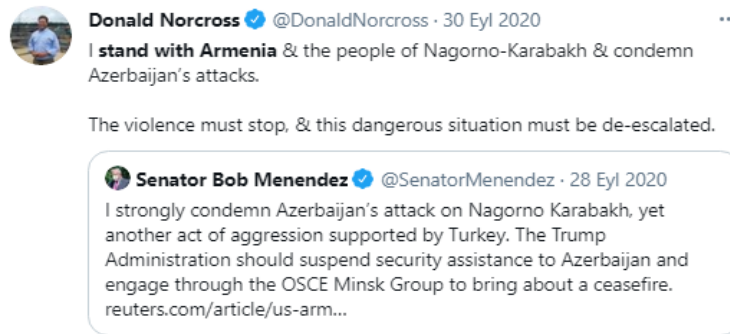 Donald Norcross @DonaldNorcross · 30 Eyl 2020
I stand with Armenia & the people of Nagorno-Karabakh & condemn
Azerbaijan's attacks.
The violence must stop, & this dangerous situation must be de-escalated.
Senator Bob Menendez @SenatorMenendez · 28 Eyl 2020
I strongly condemn Azerbaijan's attack on Nagorno Karabakh, yet
another act of aggression supported by Turkey. The Trump
Administration should suspend security assistance to Azerbaijan and
engage through the OSCE Minsk Group to bring about a ceasefire.
reuters.com/article/us-arm...